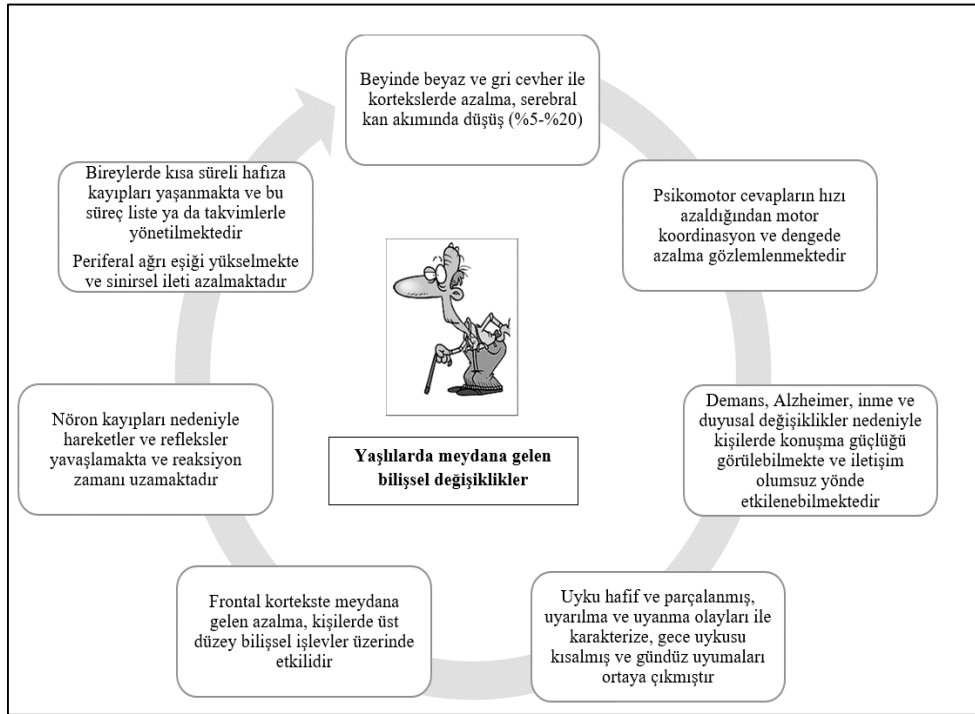 Beyinde beyaz ve gri cevher ile
kortekslerde azalma, serebral
kan akımında düşüş (%5-%20)
Psikomotor cevapların hızı
azaldığından motor
koordinasyon ve dengede
azalma gözlemlenmektedir
Demans, Alzheimer, inme ve
duyusal değişiklikler nedeniyle
kişilerde konuşma güçlüğü
görülebilmekte ve iletişim
olumsuz yönde
etkilenebilmektedir
Uyku hafif ve parçalanmış,
uyarılma ve uyanma olayları ile
karakterize, gece uykusu
kısalmış ve gündüz uyumaları
ortaya çıkmıştır
Frontal kortekste meydana
gelen azalma, kişilerde üst
düzey bilişsel işlevler üzerinde
etkilidir
Nöron kayıpları nedeniyle
hareketler ve refleksler
yavaşlamakta ve reaksiyon
zamanı uzamaktadır
Bireylerde kısa süreli hafıza
kayıpları yaşanmakta ve bu
süreç liste ya da takvimlerle
yönetilmektedir
Periferal ağrı eşiği yükselmekte
ve sinirsel ileti azalmaktadır
Yaşlılarda meydana gelen
bilişsel değişiklikler